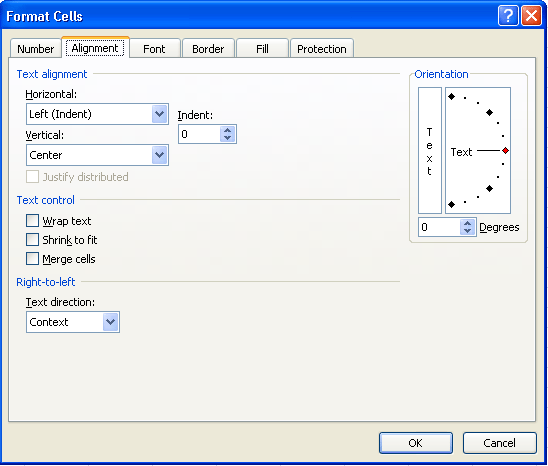 Format Cells
Number Alignment Font Border Fill Protection
Text alignment
Horizontal:
Left (Indent)
Indent:
0
Vertical:
Center
Justify distributed
Text control
Wrap text
Shrink to fit
Merge cells
Right-to-left
Text direction:
Context
Orientation
Text
Text
0 Degrees
OK Cancel